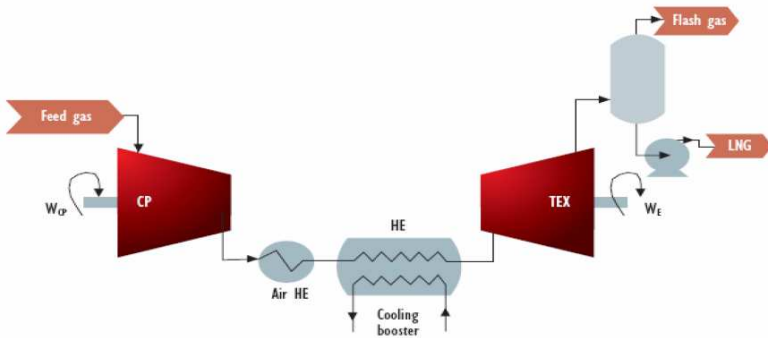 Flash gas
Feed gas
LNG
CP
TEX
W_CP
W_E
HE
Air HE
Cooling
booster